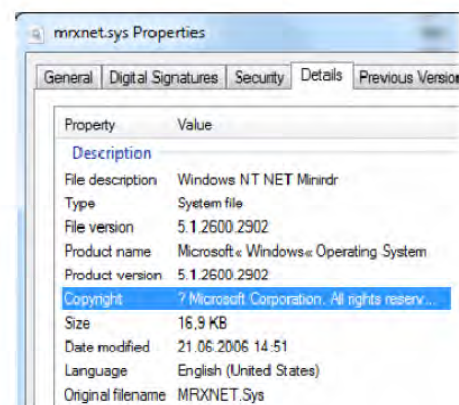 mrxnet.sys Properties
General Digital Signatures Security Details Previous Version
Property Value
Description
File description Windows NT NET Minirdr
Type System file
File version 5.1.2600.2902
Product name Microsoft« Windows« Operating System
Product version 5.1.2600.2902
Copyright ? Microsoft Corporation. All rights reserv...
Size 16,9 KB
Date modified 21.06.2006 14:51
Language English (United States)
Original filename MRXNET.Sys